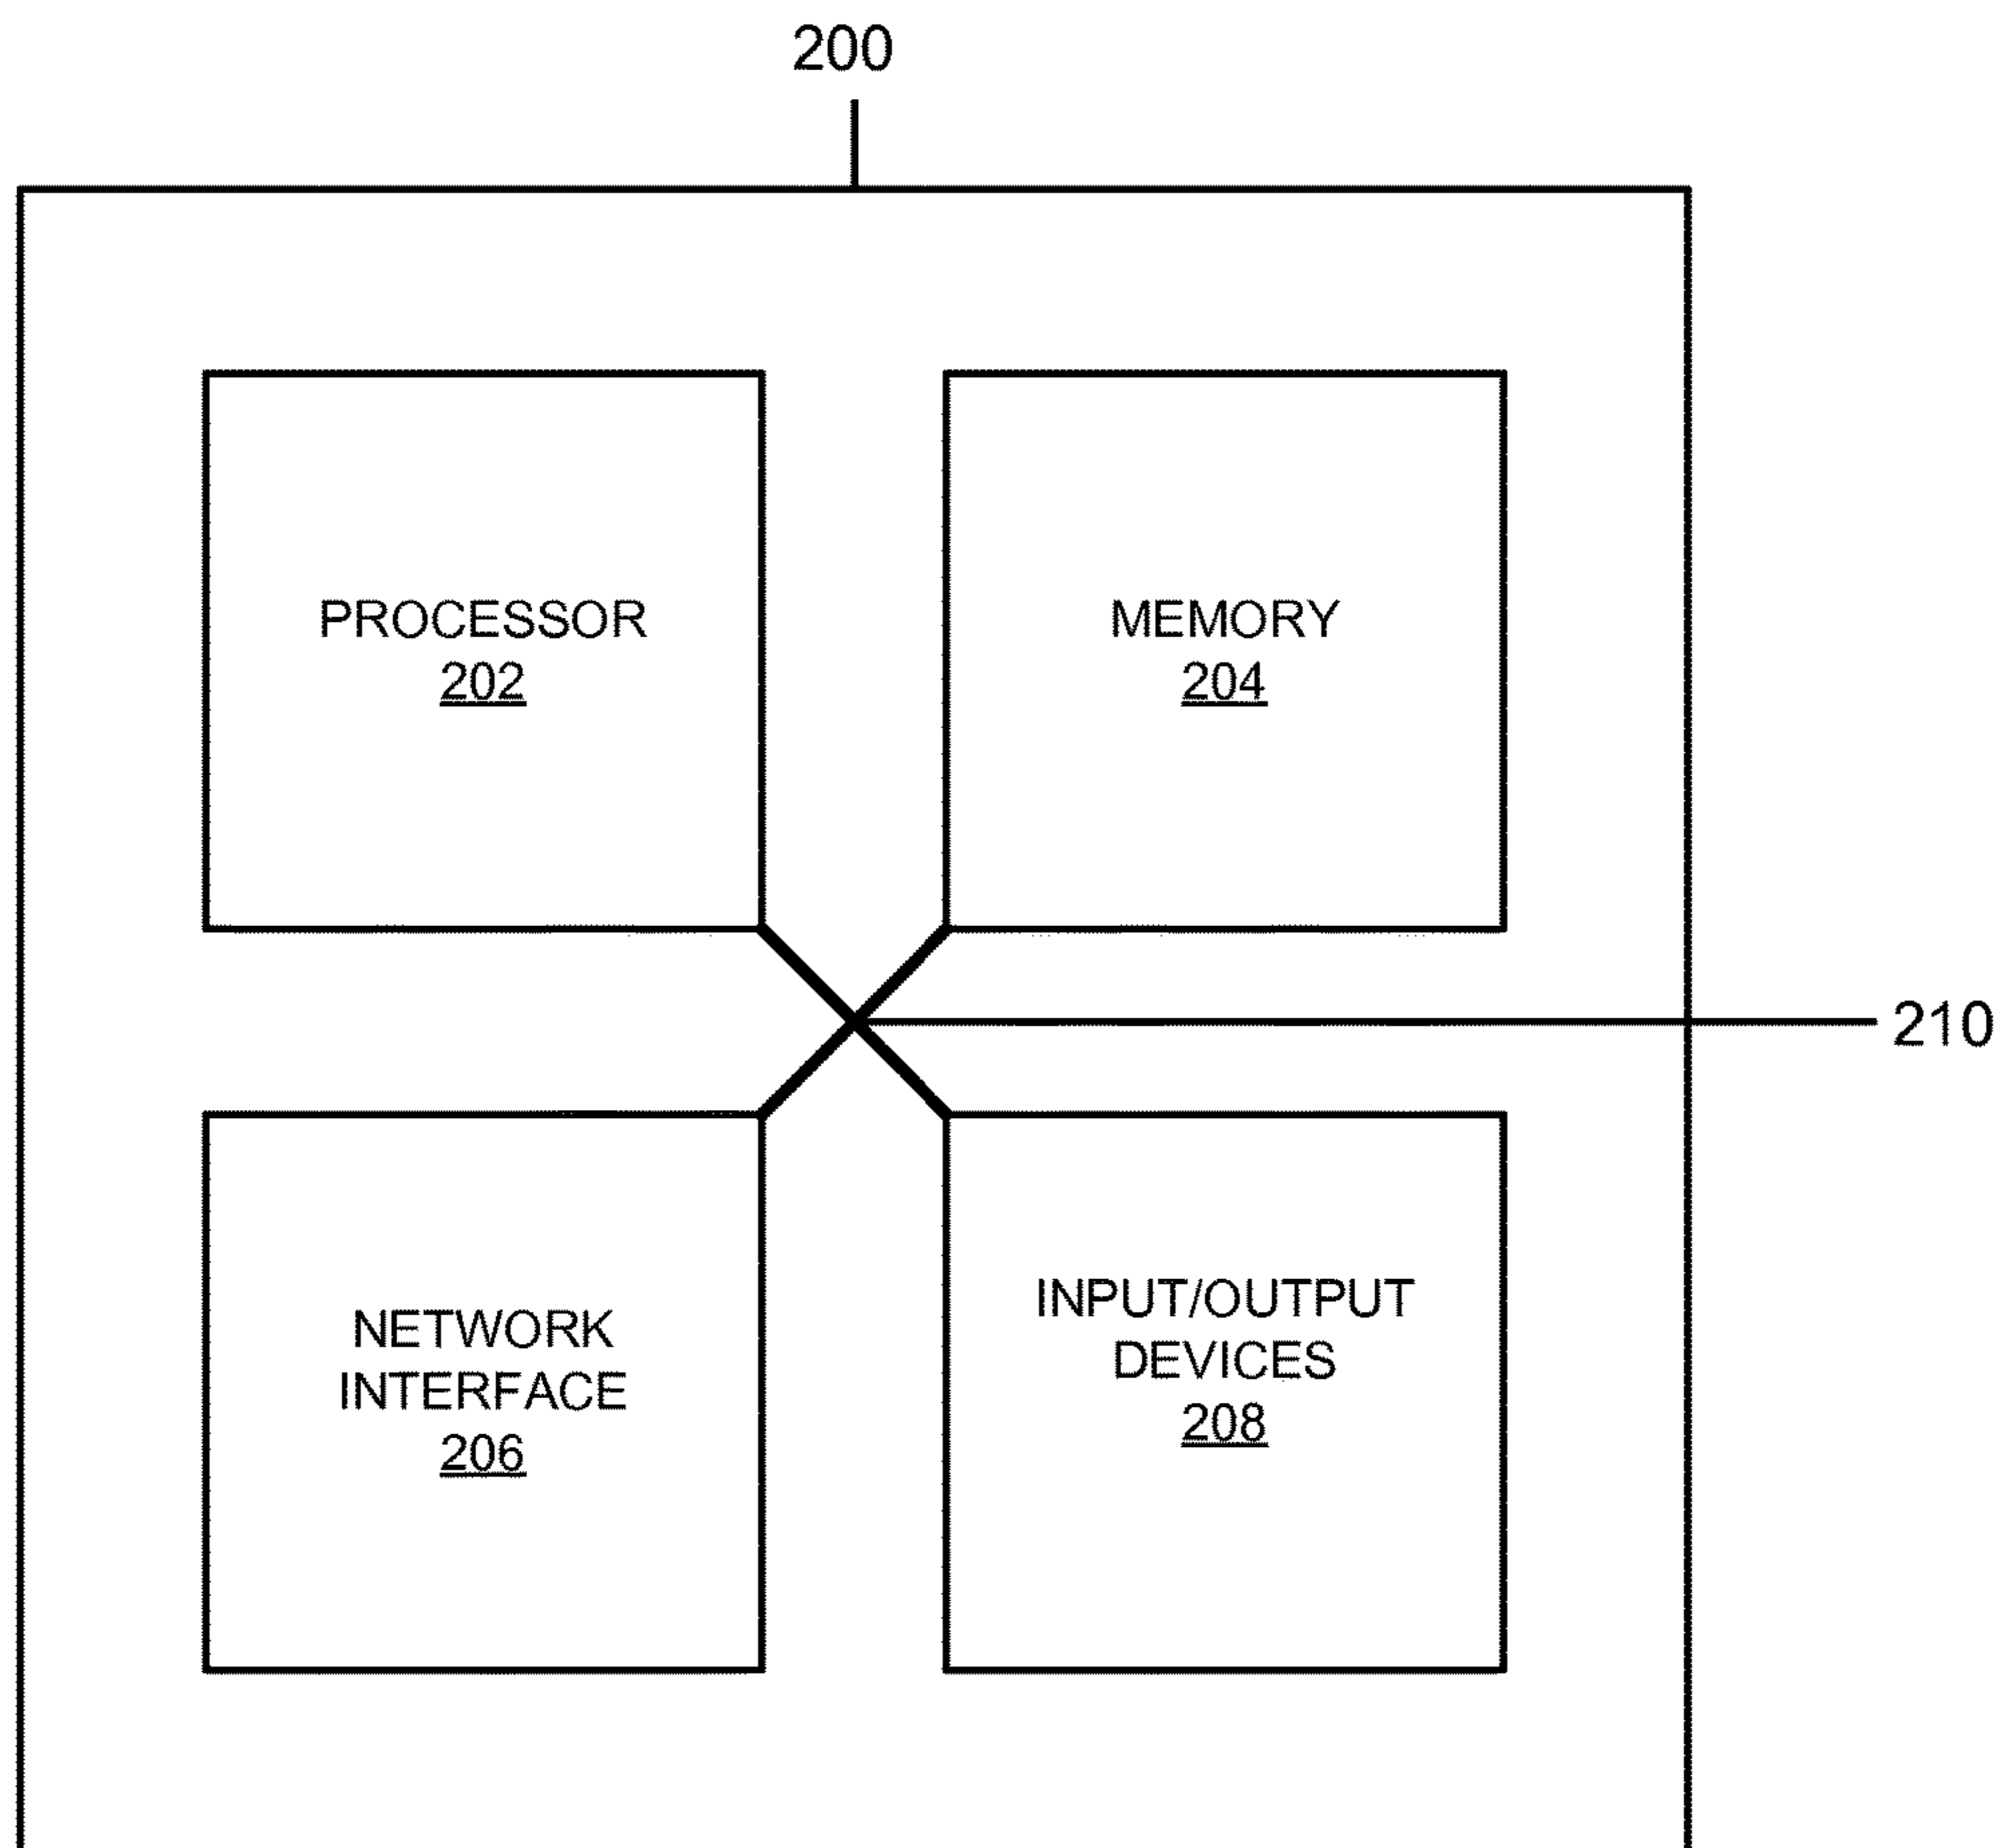 200
PROCESSOR
202
MEMORY
204
210
NETWORK
INTERFACE
206
INPUT/OUTPUT
DEVICES
208